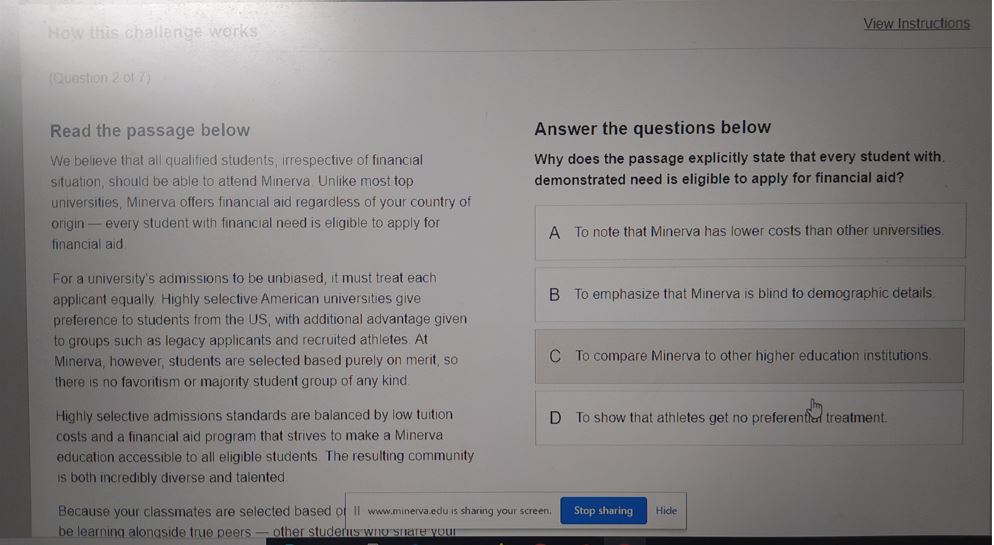 How this challenge works
View Instructions
(Question 2 of 7)
Read the passage below
We believe that all qualified students, irrespective of financial
situation, should be able to attend Minerva. Unlike most top
universities, Minerva offers financial aid regardless of your country of
origin — every student with financial need is eligible to apply for
financial aid.
For a university's admissions to be unbiased, it must treat each
applicant equally. Highly selective American universities give
preference to students from the US, with additional advantage given
to groups such as legacy applicants and recruited athletes. At
Minerva, however, students are selected based purely on merit, so
there is no favoritism or majority student group of any kind.
Highly selective admissions standards are balanced by low tuition
costs and a financial aid program that strives to make a Minerva
education accessible to all eligible students. The resulting community
is both incredibly diverse and talented.
Because your classmates are selected based
be learning alongside true peers — other students who share your
Answer the questions below
Why does the passage explicitly state that every student with
demonstrated need is eligible to apply for financial aid?
A To note that Minerva has lower costs than other universities.
B To emphasize that Minerva is blind to demographic details.
C To compare Minerva to other higher education institutions.
D To show that athletes get no preferential treatment.
|| www.minerva.edu is sharing your screen. Stop sharing Hide